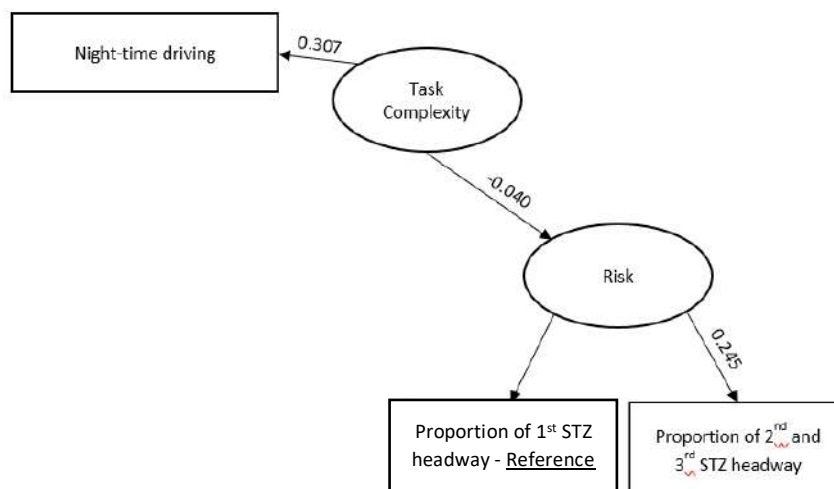 0.307
Night-time driving
Task
Complexity
-0.040
Risk
0.245
Proportion of 1st STZ
headway - Reference
Proportion of 2nd and
3rd STZ headway